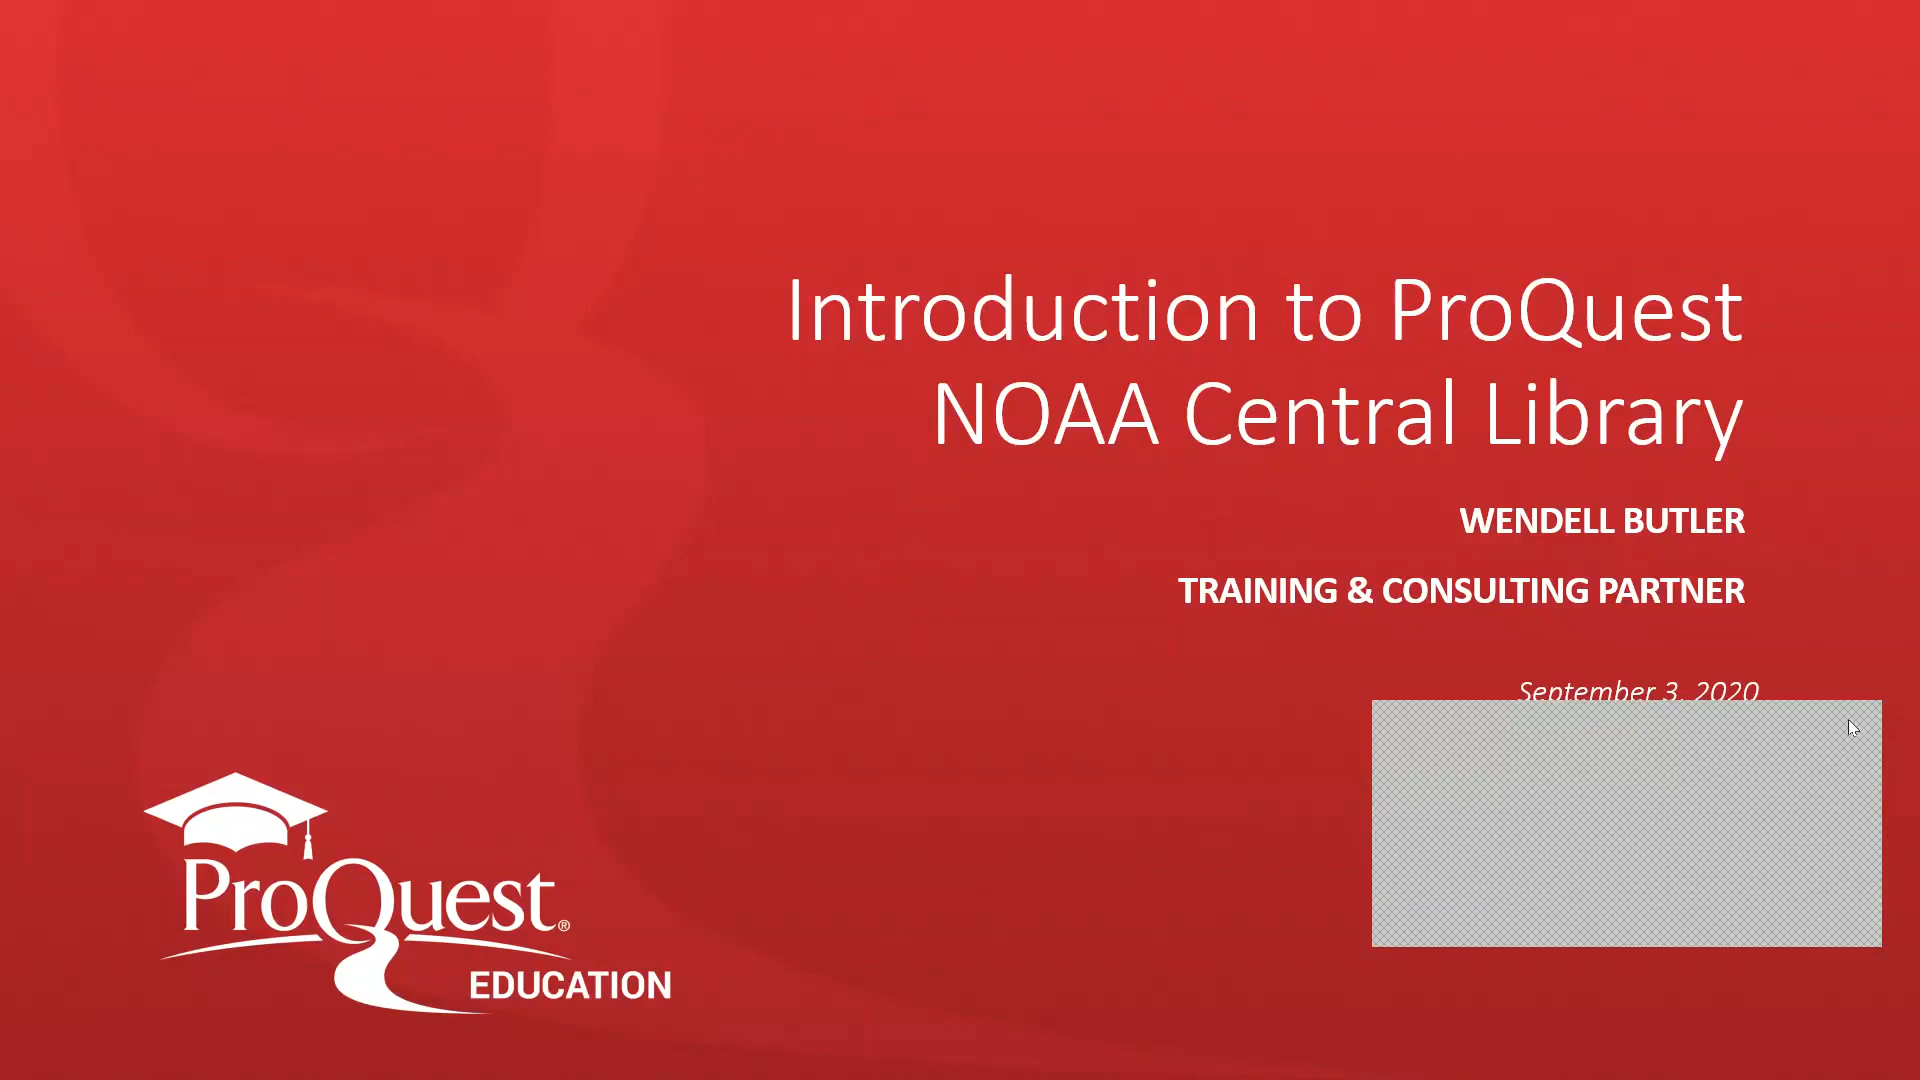 Introduction to ProQuest
NOAA Central Library
WENDELL BUTLER
TRAINING & CONSULTING PARTNER
September 3, 2020
ProQuest®
EDUCATION